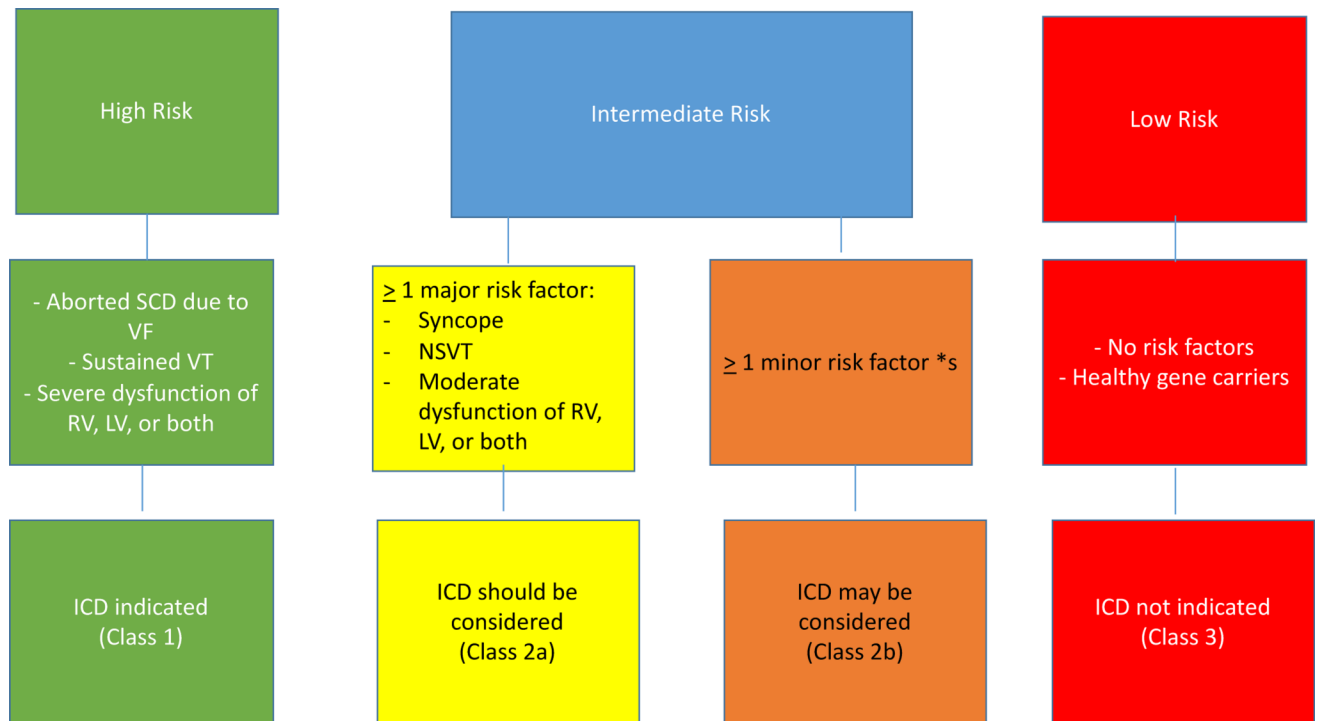 High Risk
Intermediate Risk
Low Risk
- Aborted SCD due to
VF
- Sustained VT
- Severe dysfunction of
RV, LV, or both
≥ 1 major risk factor:
- Syncope
- NSVT
- Moderate
dysfunction of RV,
LV, or both
≥ 1 minor risk factor *s
- No risk factors
- Healthy gene carriers
ICD indicated
(Class 1)
ICD should be
considered
(Class 2a)
ICD may be
considered
(Class 2b)
ICD not indicated
(Class 3)